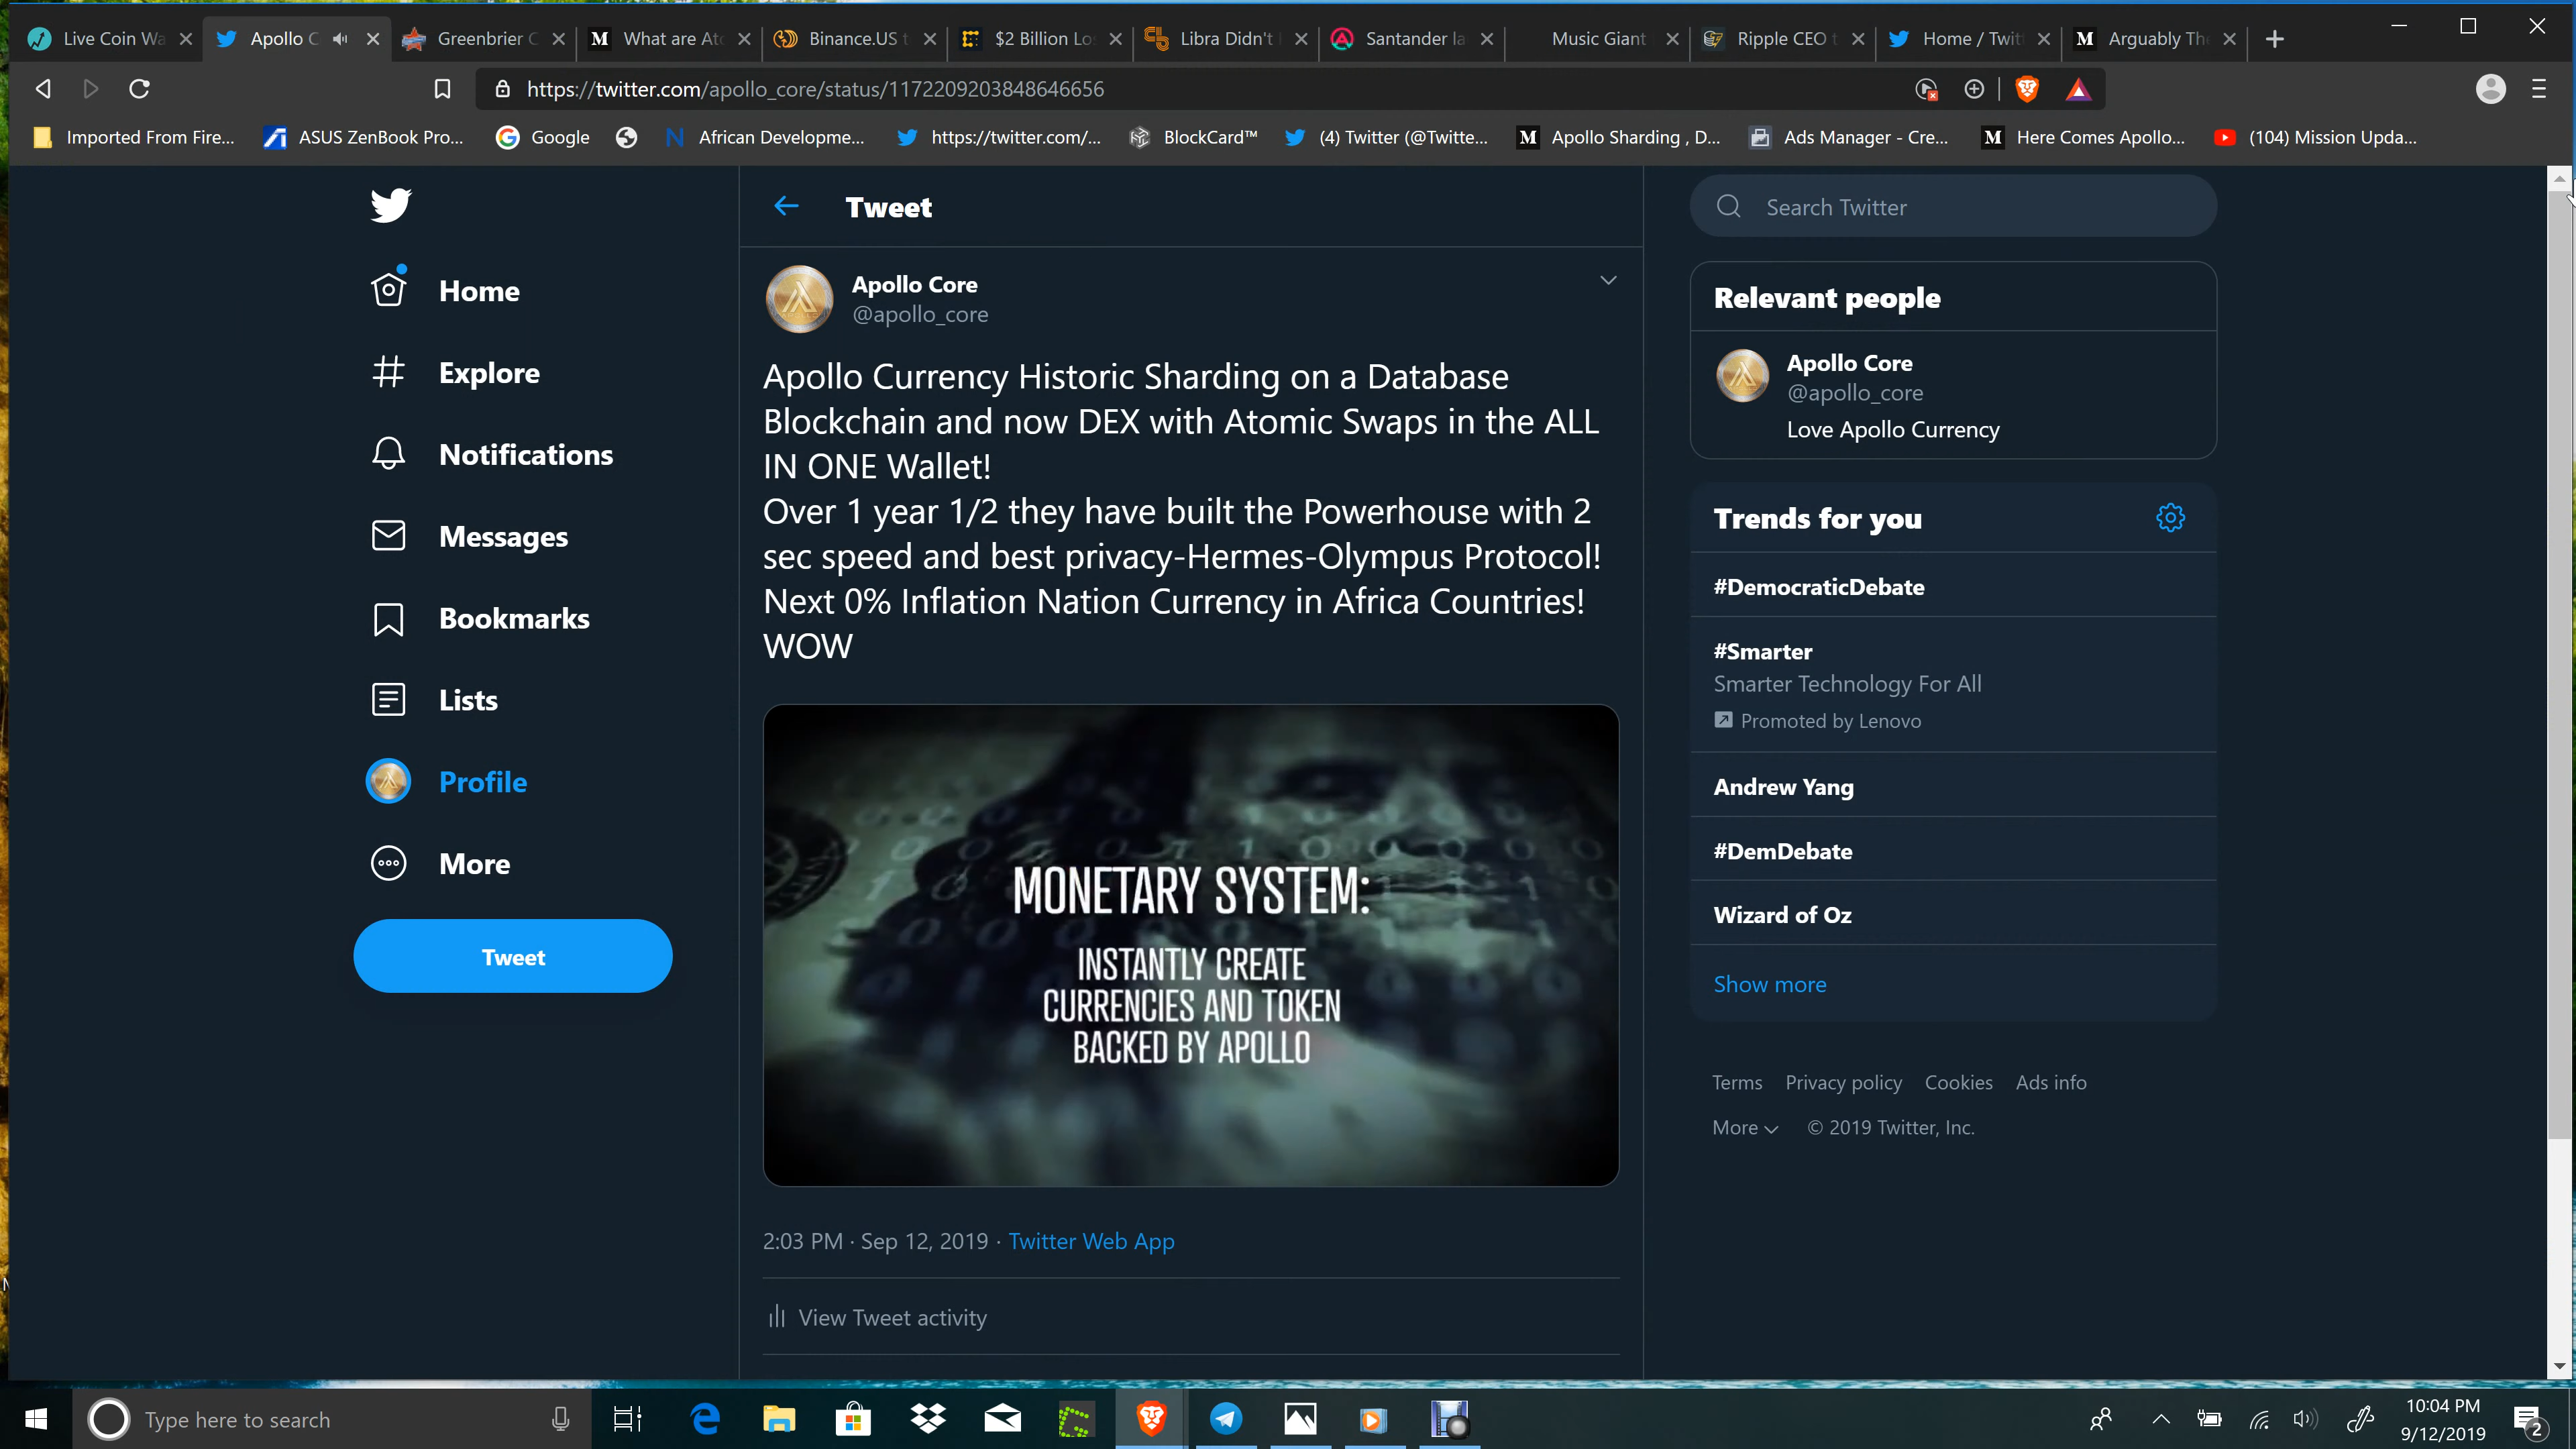 Live Coin Wa
Apollo C
Greenbrier C
What are Ato
Binance.US t
$2 Billion Lo
Libra Didn't
Santander la
Music Giant
Ripple CEO t
Home / Twit
Arguably The
https://twitter.com/apollo_core/status/1172209203848646656
Imported From Fire...
ASUS ZenBook Pro...
Google
African Developme...
https://twitter.com/...
BlockCard™
(4) Twitter (@Twitte...
Apollo Sharding , D...
Ads Manager - Cre...
Here Comes Apollo...
(104) Mission Upda...
Home
Explore
Notifications
Messages
Bookmarks
Lists
Profile
More
Tweet
Tweet
Apollo Core
@apollo_core
Apollo Currency Historic Sharding on a Database
Blockchain and now DEX with Atomic Swaps in the ALL
IN ONE Wallet!
Over 1 year 1/2 they have built the Powerhouse with 2
sec speed and best privacy-Hermes-Olympus Protocol!
Next 0% Inflation Nation Currency in Africa Countries!
WOW
MONETARY SYSTEM:
INSTANTLY CREATE
CURRENCIES AND TOKEN
BACKED BY APOLLO
2:03 PM · Sep 12, 2019 · Twitter Web App
View Tweet activity
Search Twitter
Relevant people
Apollo Core
@apollo_core
Love Apollo Currency
Trends for you
#DemocraticDebate
#Smarter
Smarter Technology For All
Promoted by Lenovo
Andrew Yang
#DemDebate
Wizard of Oz
Show more
Terms Privacy policy Cookies Ads info
More © 2019 Twitter, Inc.
Type here to search
10:04 PM
9/12/2019
2